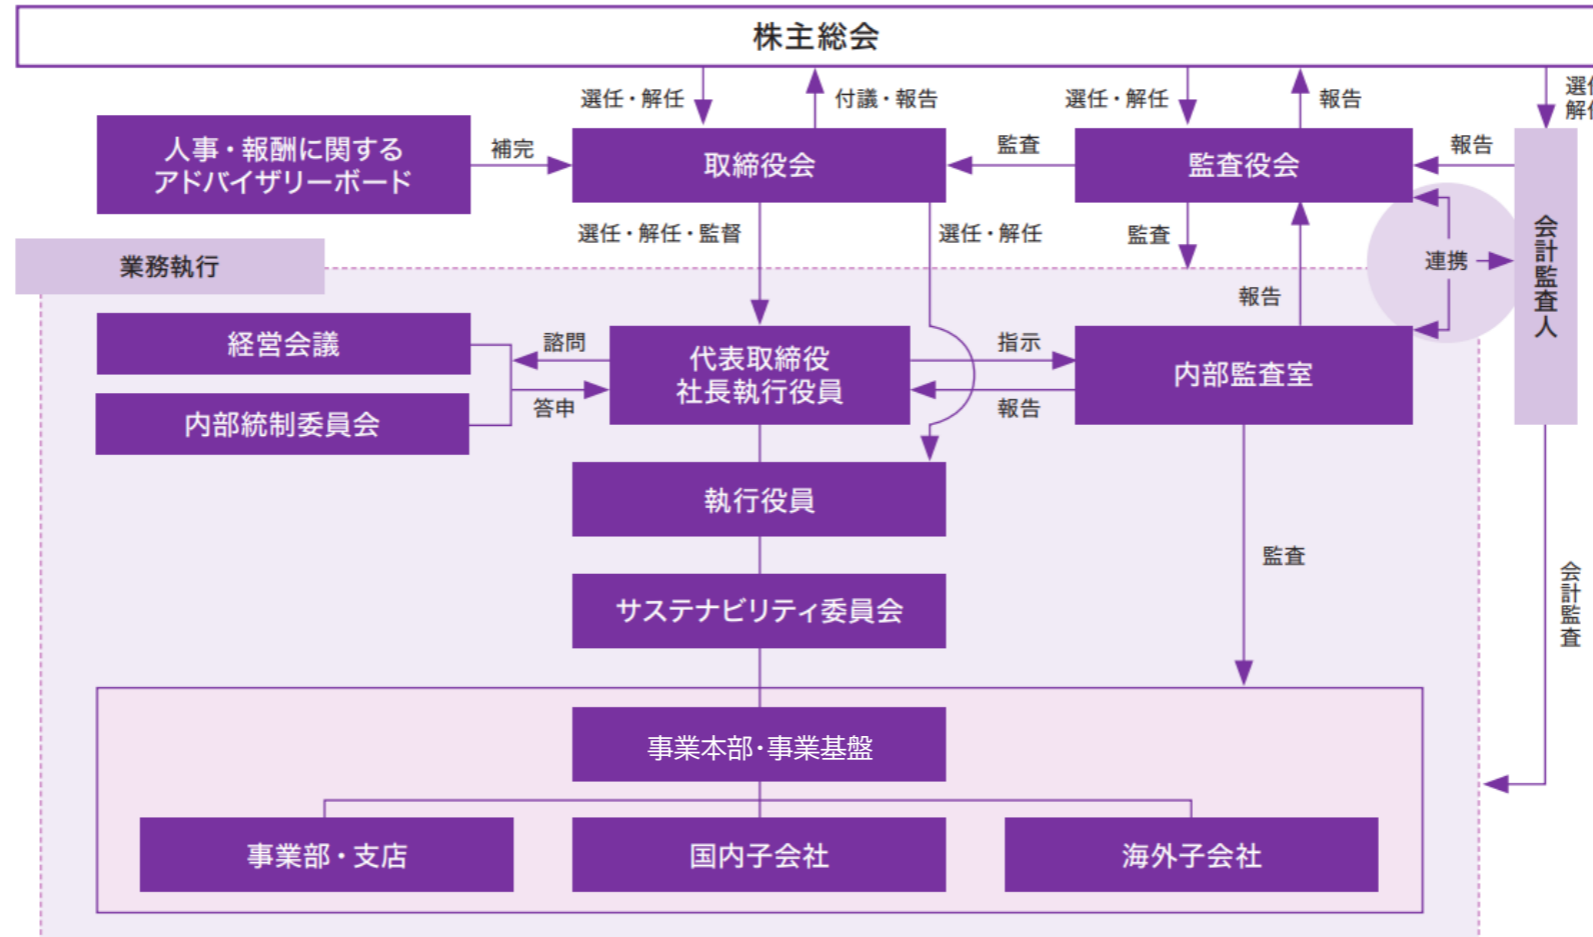 株主総会
選任・解任
付議・報告
選任・解任
報告
人事・報酬に関する
アドバイザリーボード
補完
取締役会
監査
監査役会
報告
会計監査人
選任・解任・監督
選任・解任
監査
報告
連携
業務執行
経営会議
内部統制委員会
諮問
答申
代表取締役
社長執行役員
指示
報告
内部監査室
執行役員
監査
会計監査
サステナビリティ委員会
事業本部・事業基盤
事業部・支店
国内子会社
海外子会社